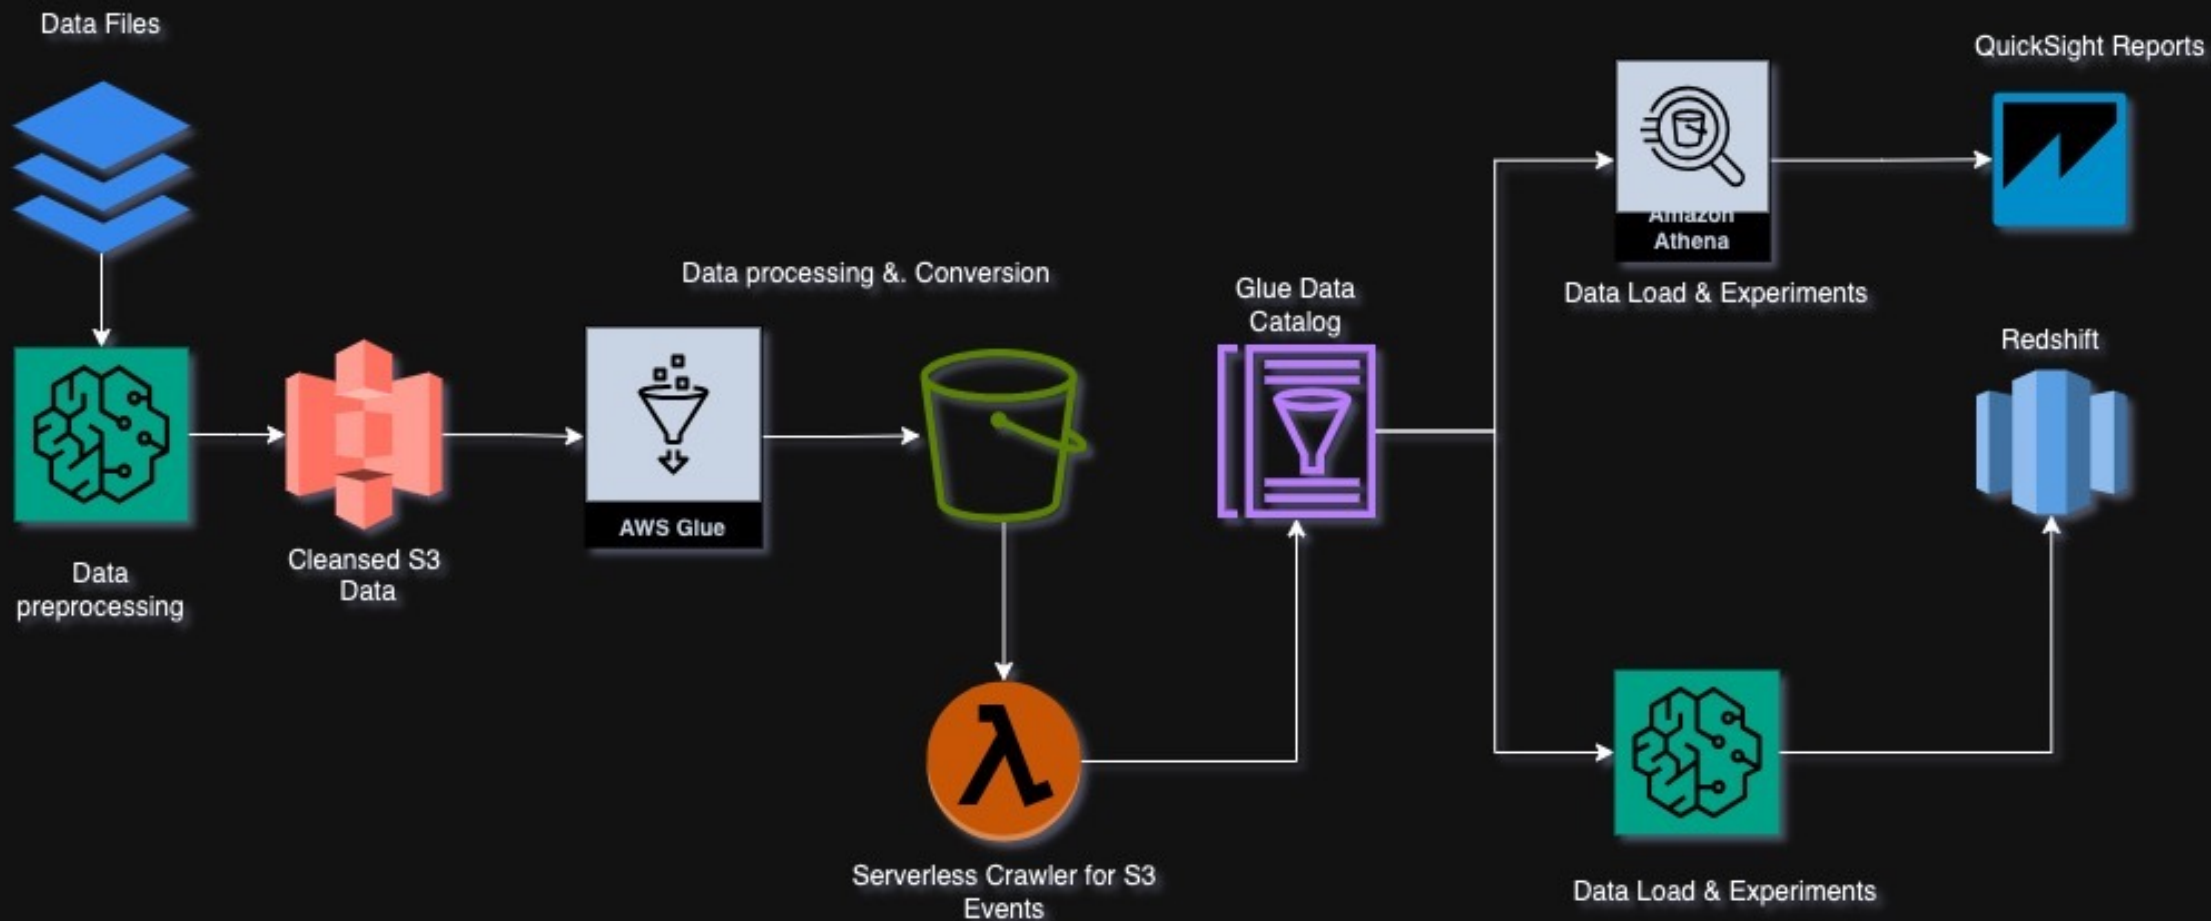 Data Files
QuickSight Reports
Amazon
Athena
Data processing &. Conversion
Glue Data
Catalog
Data Load & Experiments
Redshift
AWS Glue
Cleansed S3
Data
Data
preprocessing
Serverless Crawler for S3
Events
Data Load & Experiments